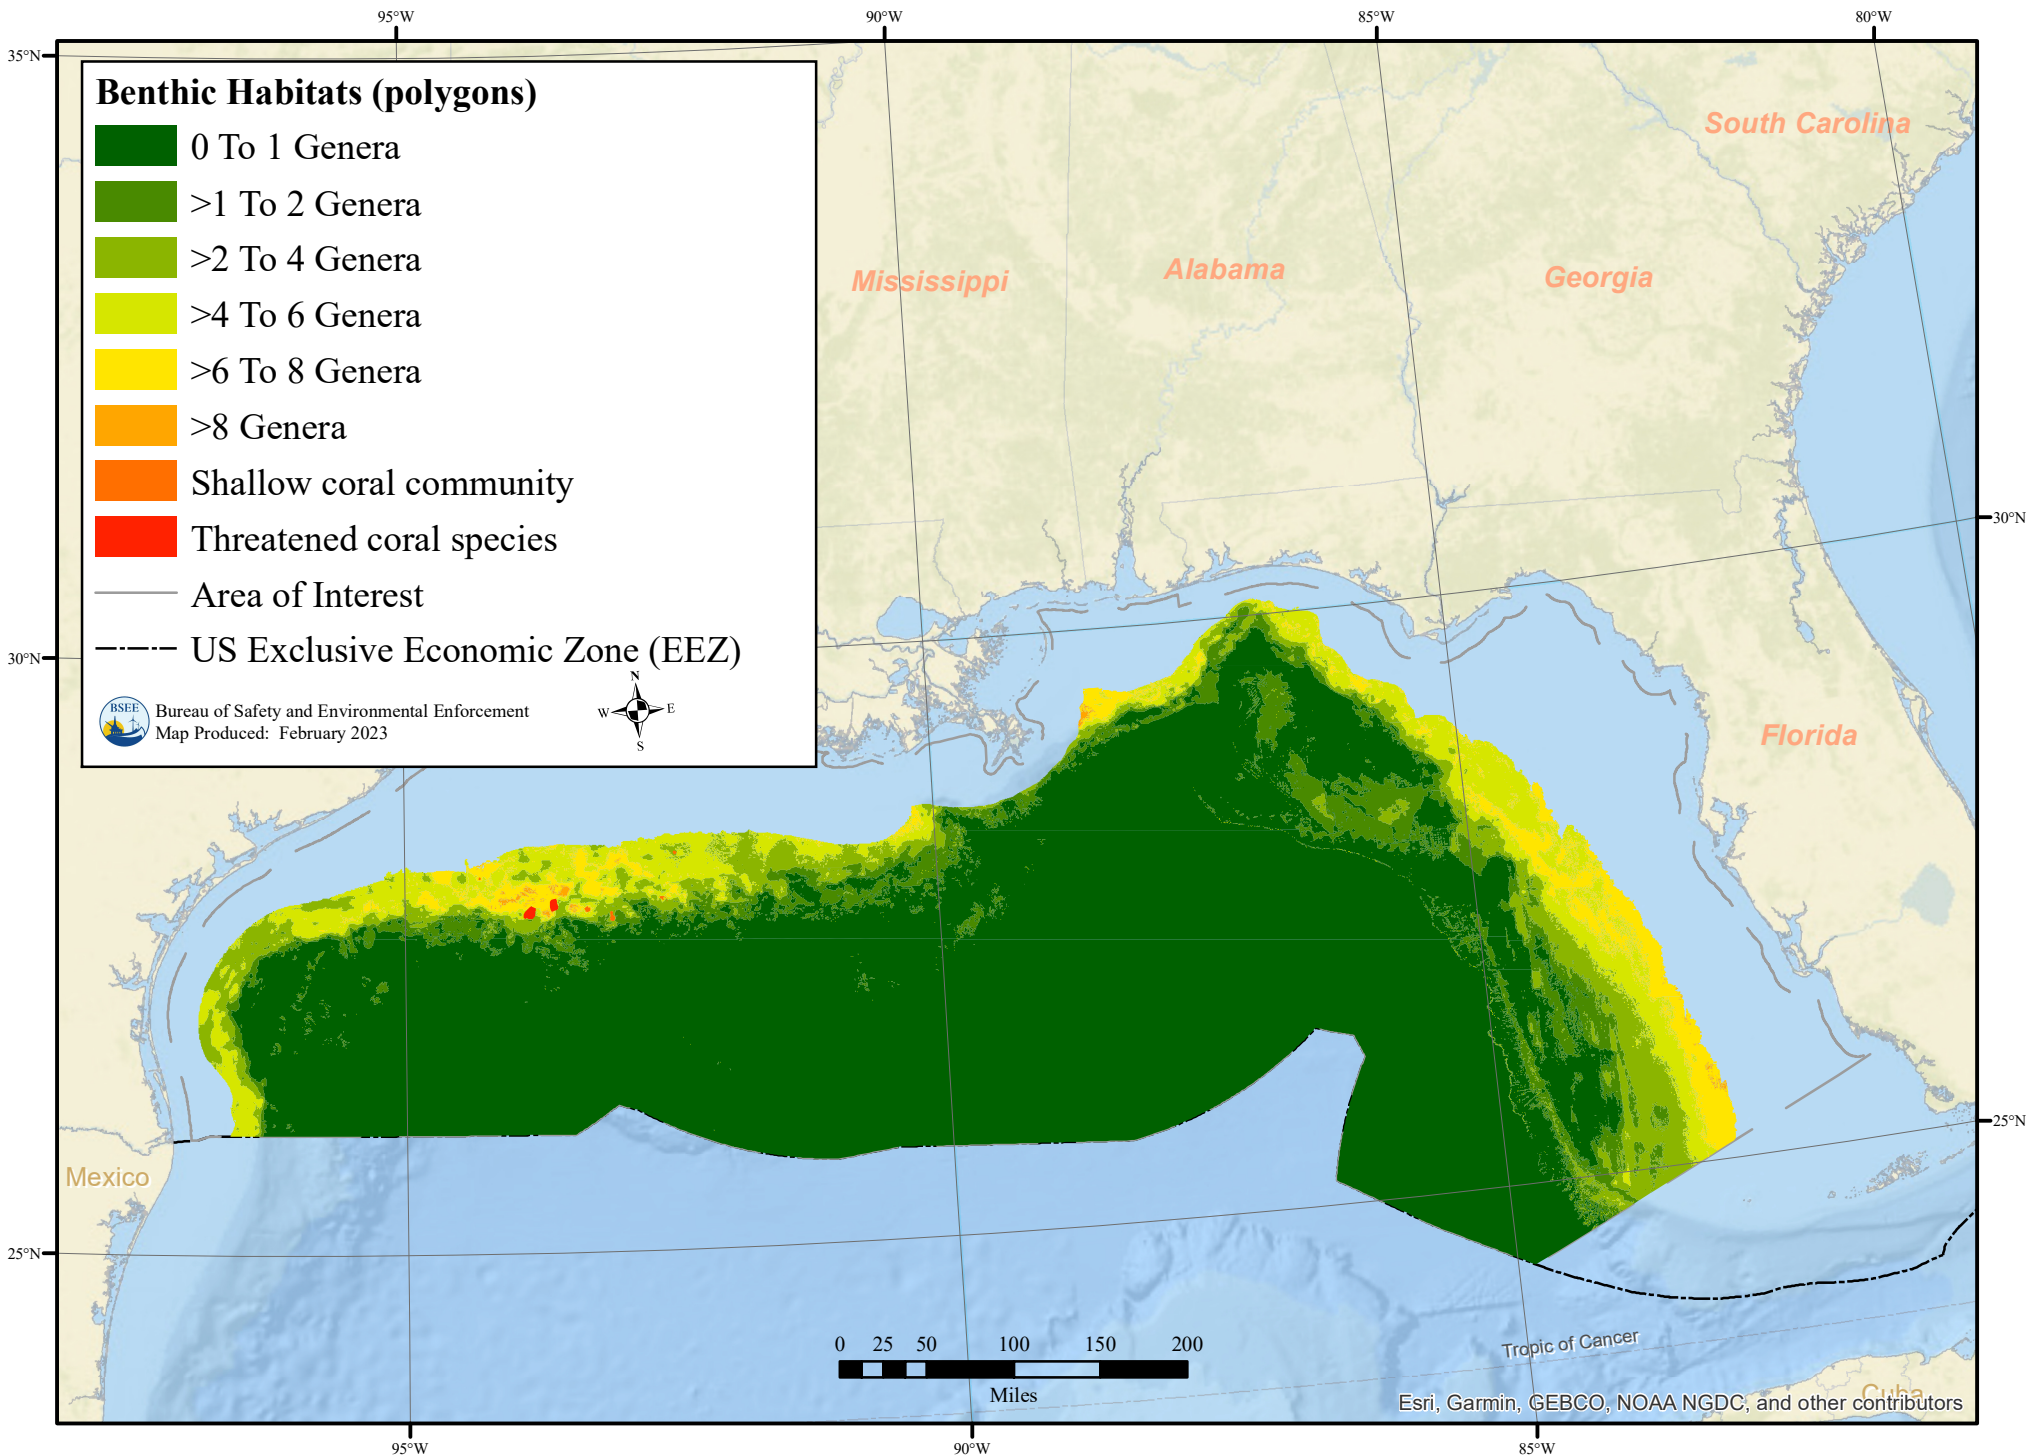 95°W
90°W
85°W
80°W
35°N
Benthic Habitats (polygons)
0 To 1 Genera
>1 To 2 Genera
>2 To 4 Genera
>4 To 6 Genera
>6 To 8 Genera
>8 Genera
Shallow coral community
Threatened coral species
Area of Interest
US Exclusive Economic Zone (EEZ)
BSEE
Bureau of Safety and Environmental Enforcement
Map Produced: February 2023
N
W
E
S
South Carolina
Mississippi
Alabama
Georgia
30°N
30°N
Florida
25°N
Mexico
25°N
0 25 50 100 150 200
Miles
Tropic of Cancer
Cuba
Esri, Garmin, GEBCO, NOAA NGDC, and other contributors
95°W
90°W
85°W